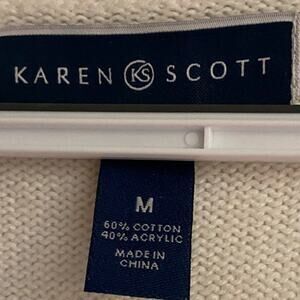 KAREN KS SCOTT
M
60% COTTON
40% ACRYLIC
MADE IN
CHINA